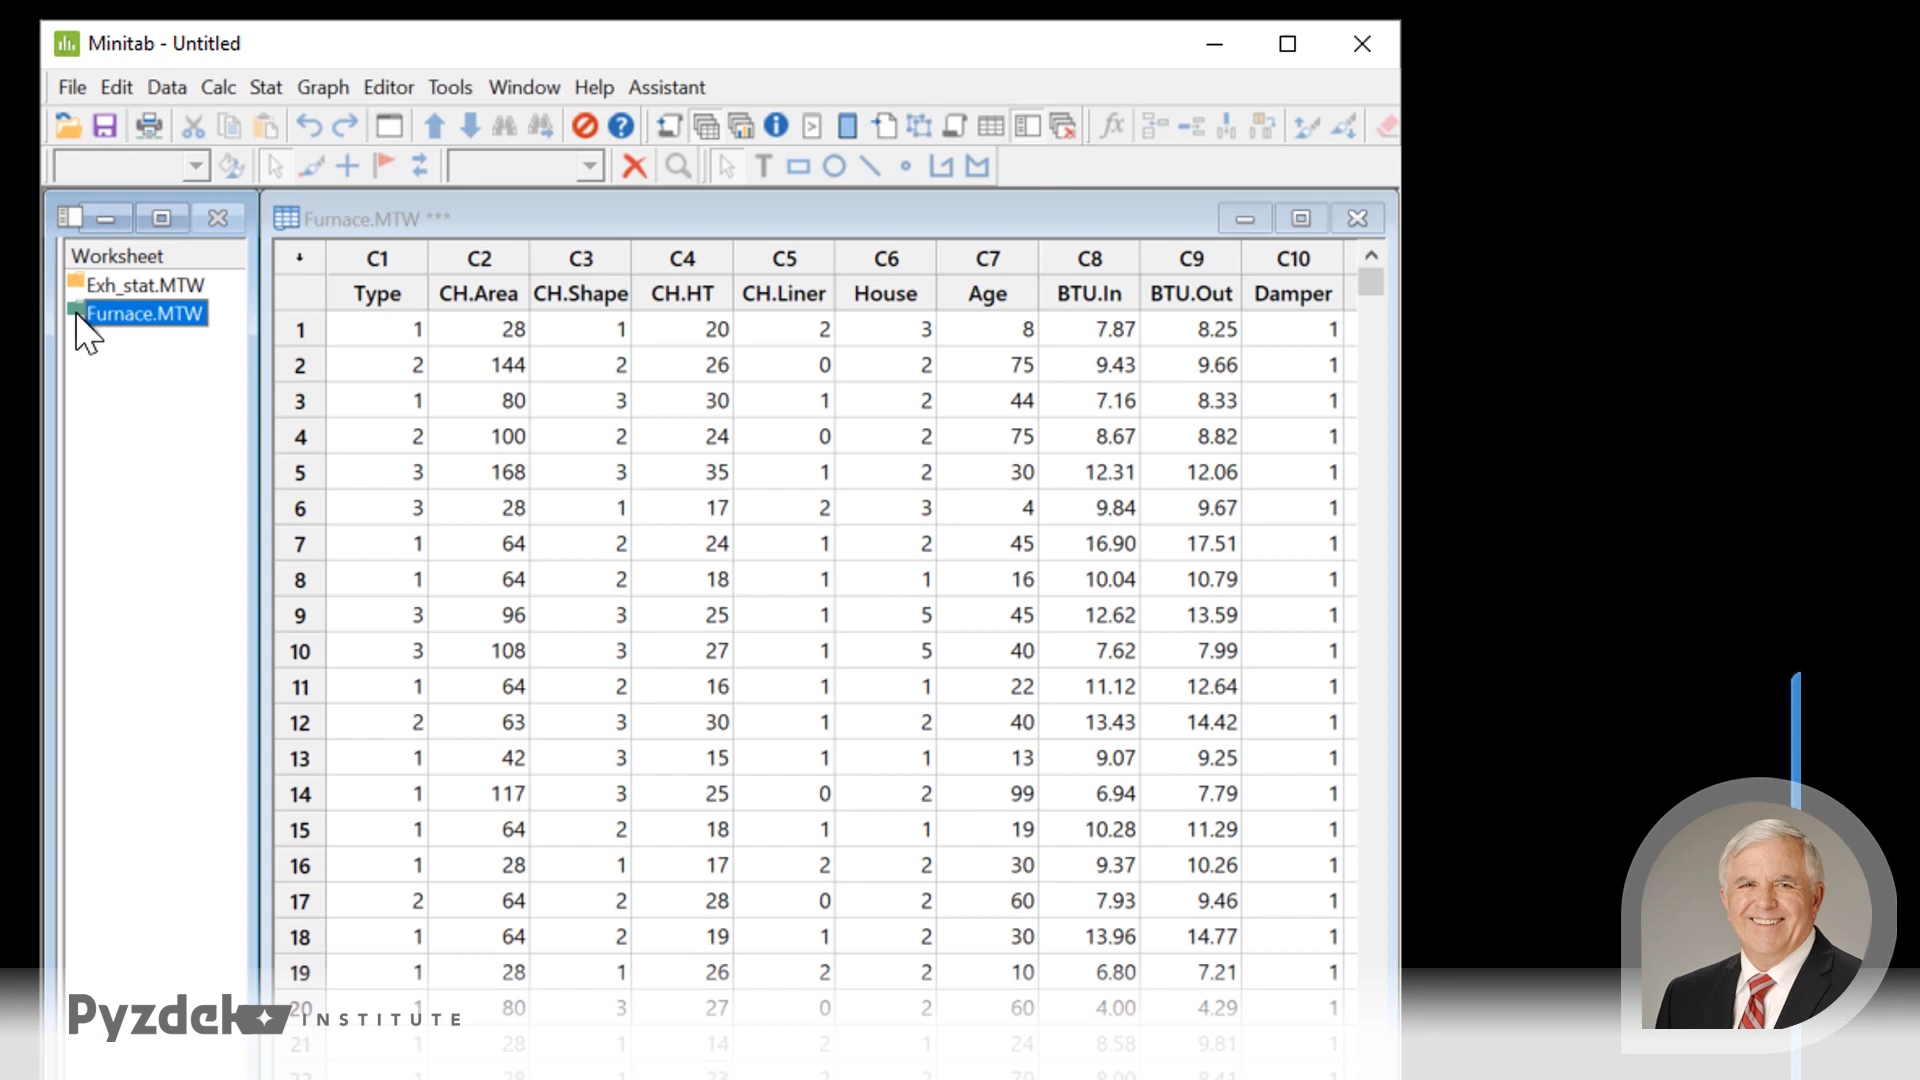 Minitab - Untitled
File Edit Data Calc Stat Graph Editor Tools Window Help Assistant
Worksheet
Exh_stat.MTW
Furnace.MTW
Furnace.MTW ***
C1 C2 C3 C4 C5 C6 C7 C8 C9 C10
Type CH.Area CH.Shape CH.HT CH.Liner House Age BTU.In BTU.Out Damper
1 1 28 1 20 2 3 8 7.87 8.25 1
2 2 144 2 26 0 2 75 9.43 9.66 1
3 1 80 3 30 1 2 44 7.16 8.33 1
4 2 100 2 24 0 2 75 8.67 8.82 1
5 3 168 3 35 1 2 30 12.31 12.06 1
6 3 28 1 17 2 3 4 9.84 9.67 1
7 1 64 2 24 1 2 45 16.90 17.51 1
8 1 64 2 18 1 1 16 10.04 10.79 1
9 3 96 3 25 1 5 45 12.62 13.59 1
10 3 108 3 27 1 5 40 7.62 7.99 1
11 1 64 2 16 1 1 22 11.12 12.64 1
12 2 63 3 30 1 2 40 13.43 14.42 1
13 1 42 3 15 1 1 13 9.07 9.25 1
14 1 117 3 25 0 2 99 6.94 7.79 1
15 1 64 2 18 1 1 19 10.28 11.29 1
16 1 28 1 17 2 2 30 9.37 10.26 1
17 2 64 2 28 0 2 60 7.93 9.46 1
18 1 64 2 19 1 2 30 13.96 14.77 1
19 1 28 1 26 2 2 10 6.80 7.21 1
20 1 80 3 27 0 2 60 4.00 4.29 1
21 1 28 1 14 2 1 24 8.58 9.81 1
Pyzdek INSTITUTE